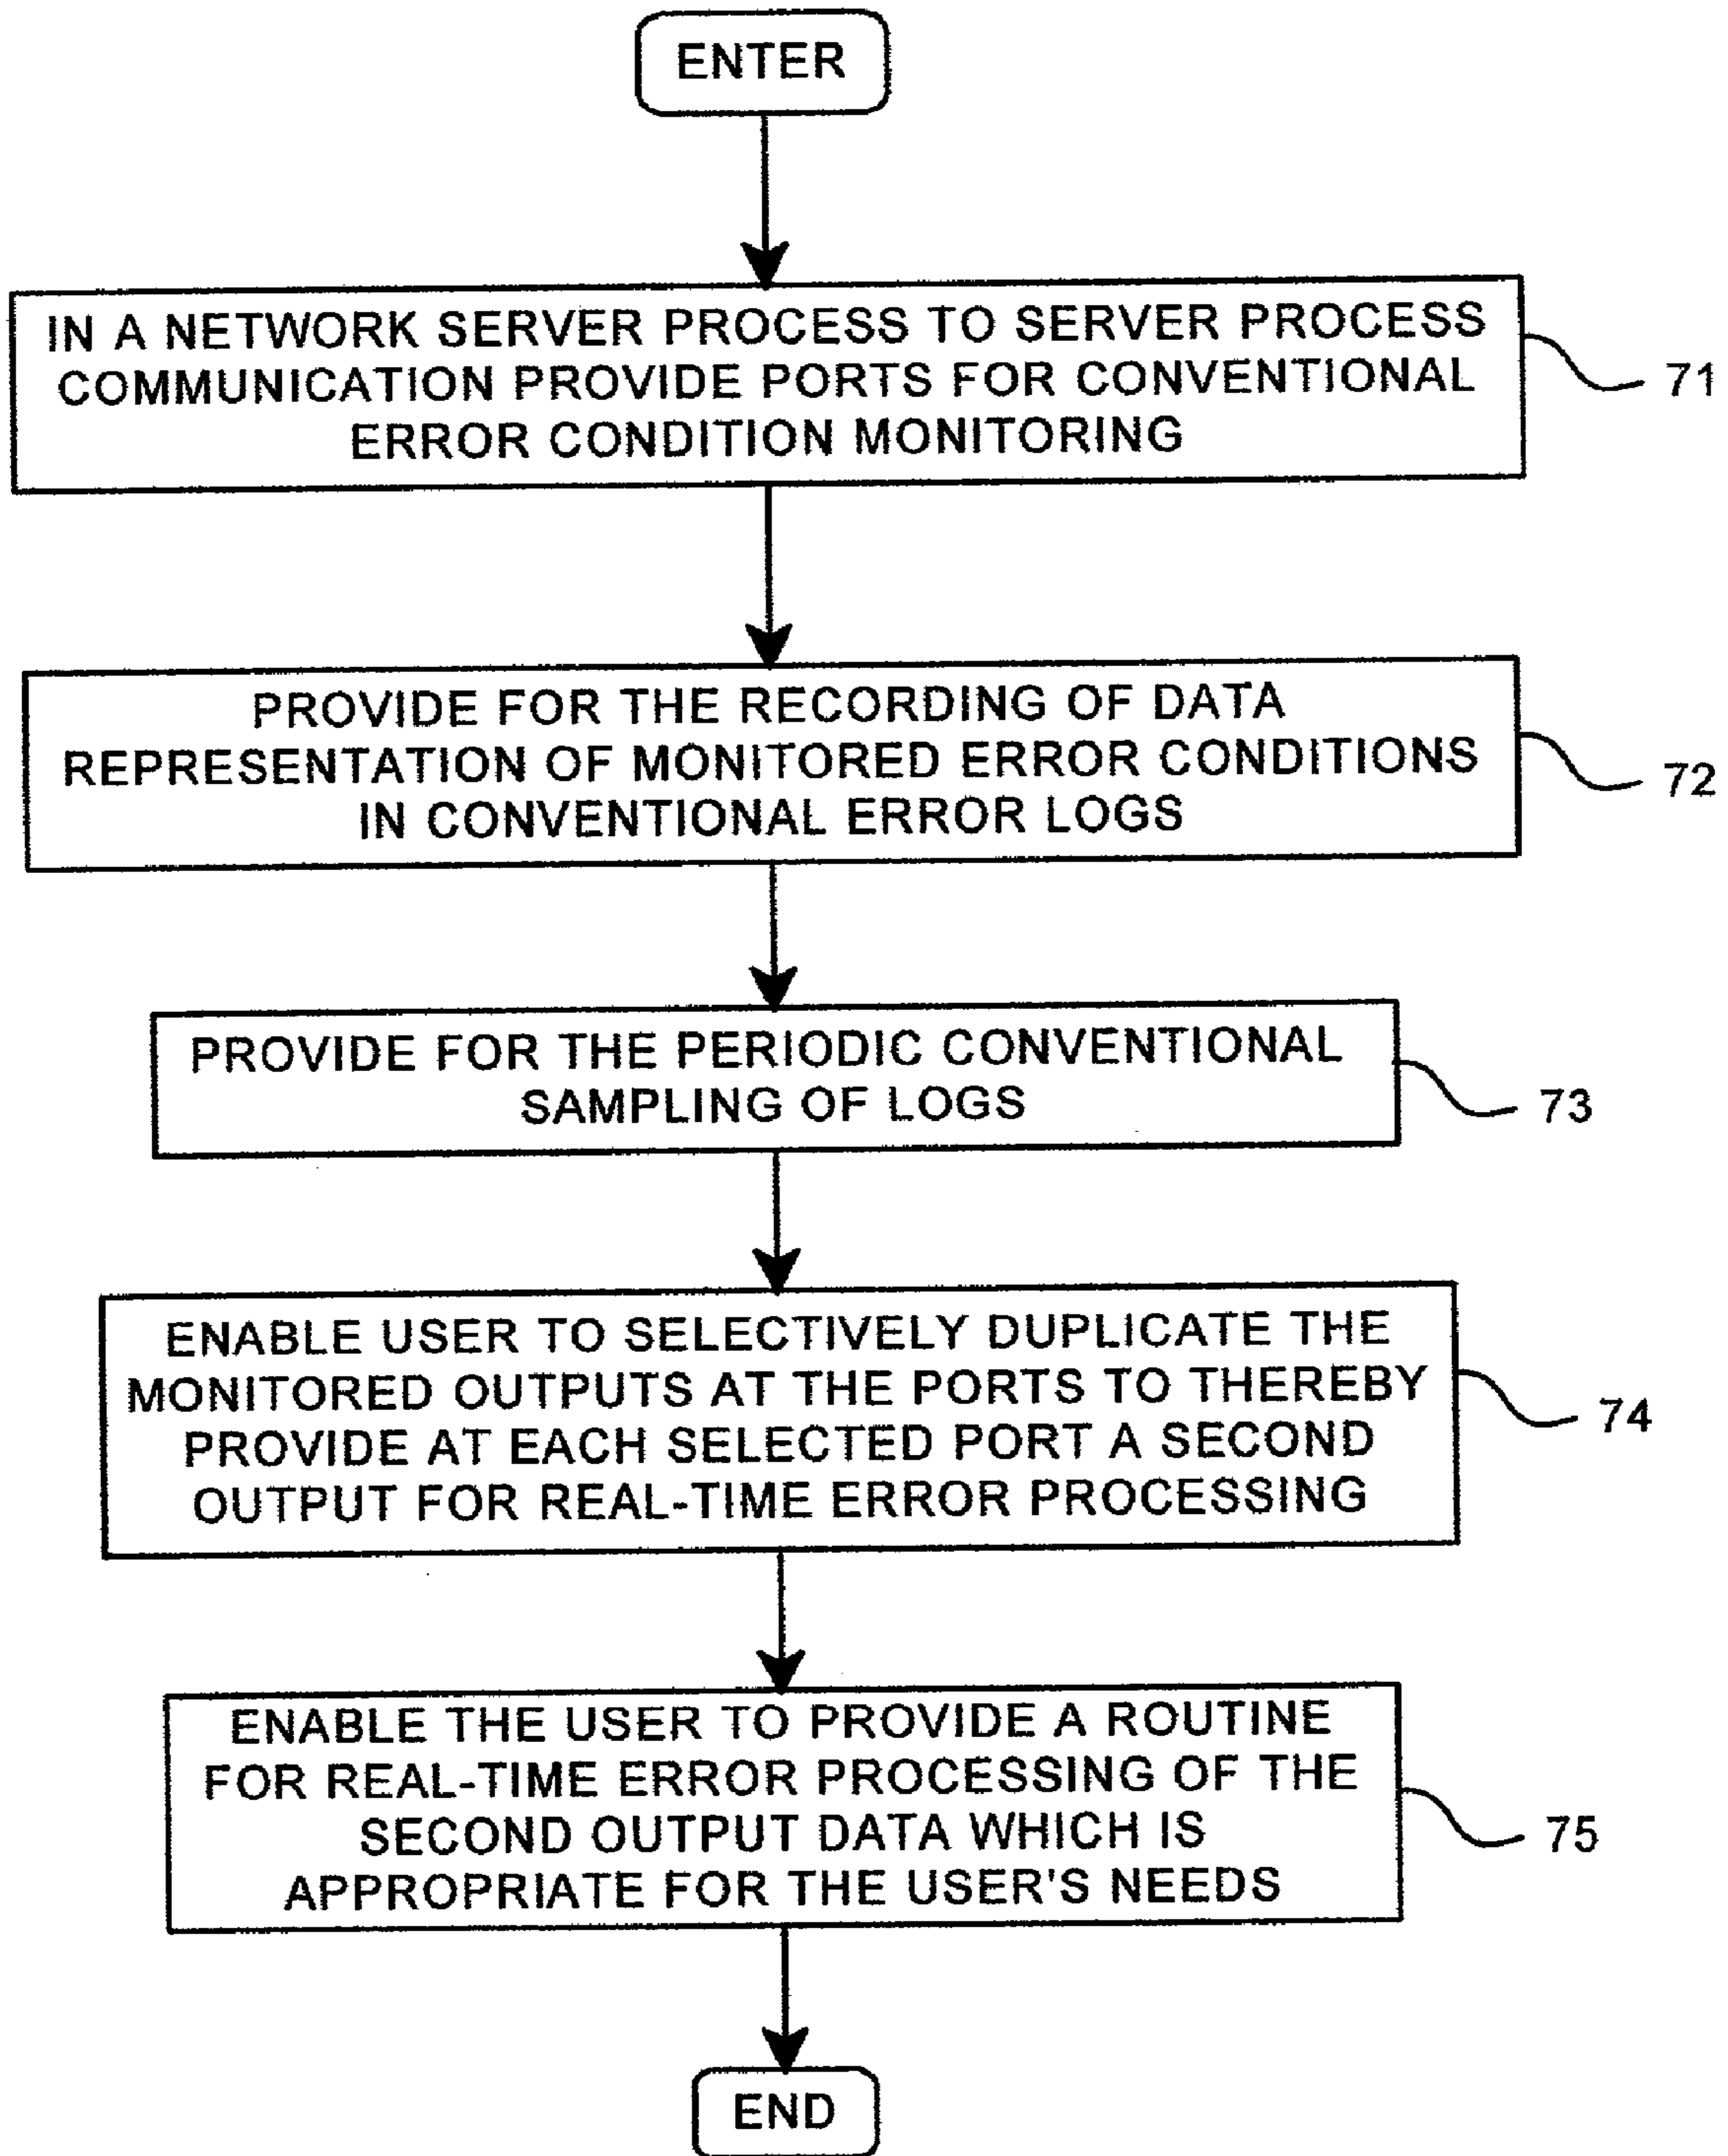 ENTER
IN A NETWORK SERVER PROCESS TO SERVER PROCESS
COMMUNICATION PROVIDE PORTS FOR CONVENTIONAL
ERROR CONDITION MONITORING
71
PROVIDE FOR THE RECORDING OF DATA
REPRESENTATION OF MONITORED ERROR CONDITIONS
IN CONVENTIONAL ERROR LOGS
72
PROVIDE FOR THE PERIODIC CONVENTIONAL
SAMPLING OF LOGS
73
ENABLE USER TO SELECTIVELY DUPLICATE THE
MONITORED OUTPUTS AT THE PORTS TO THEREBY
PROVIDE AT EACH SELECTED PORT A SECOND
OUTPUT FOR REAL-TIME ERROR PROCESSING
74
ENABLE THE USER TO PROVIDE A ROUTINE
FOR REAL-TIME ERROR PROCESSING OF THE
SECOND OUTPUT DATA WHICH IS
APPROPRIATE FOR THE USER'S NEEDS
75
END